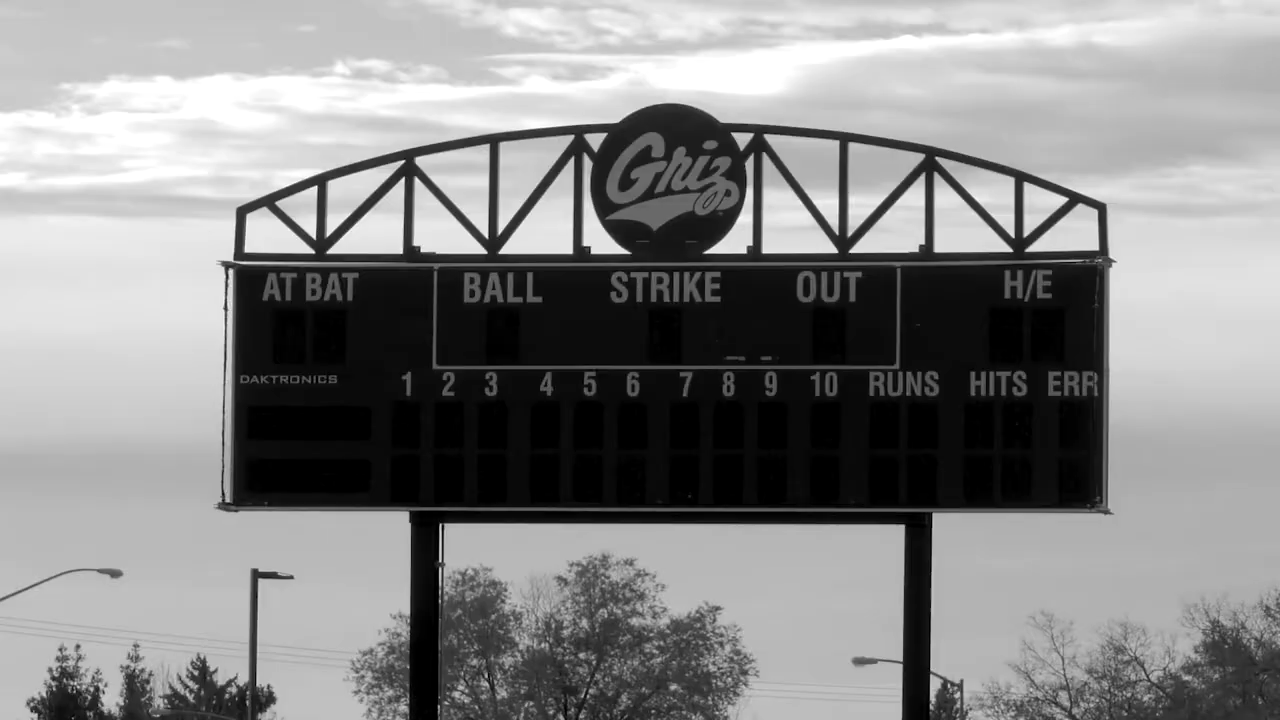 Griz
AT BAT BALL STRIKE OUT H/E
DAKTRONICS 1 2 3 4 5 6 7 8 9 10 RUNS HITS ERR